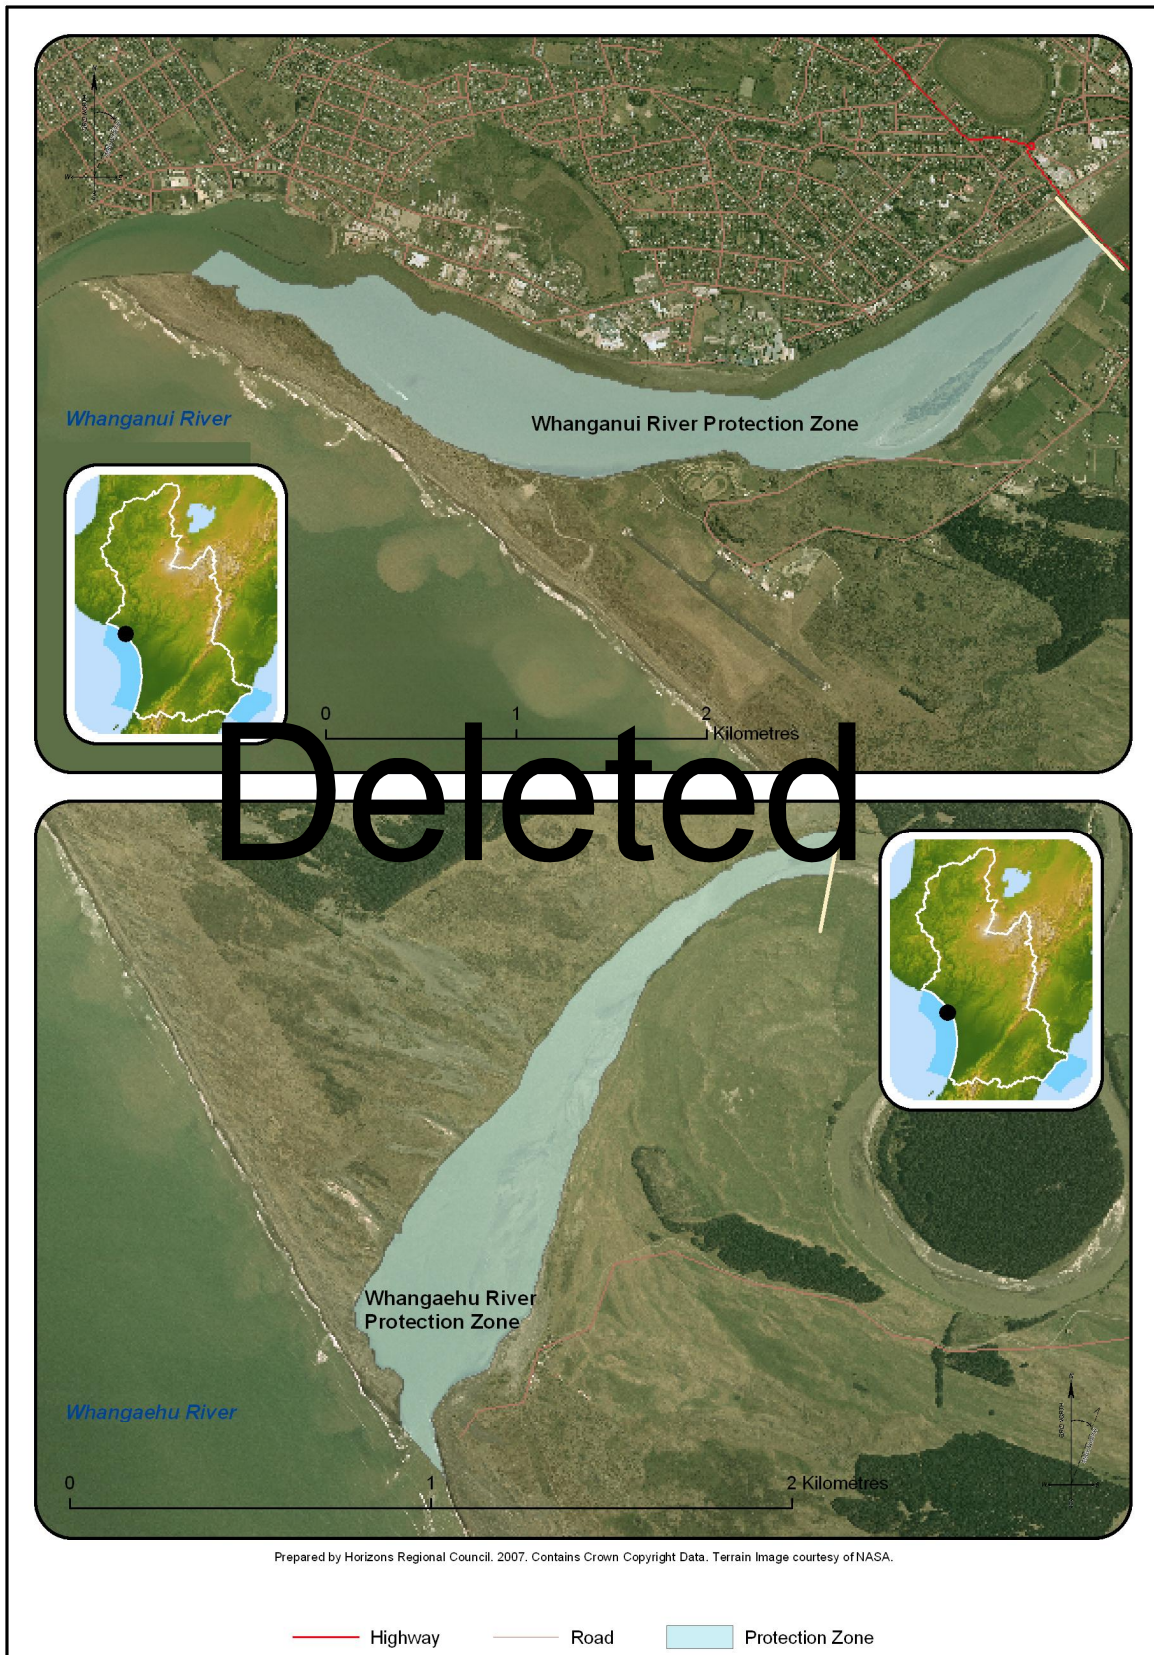 Whanganui River
Whanganui River Protection Zone
0 1 2
Kilometres
Deleted
Whangaehu River
Protection Zone
Whangaehu River
0 1 2 Kilometres
Prepared by Horizons Regional Council. 2007. Contains Crown Copyright Data. Terrain Image courtesy of NASA.
Highway Road Protection Zone